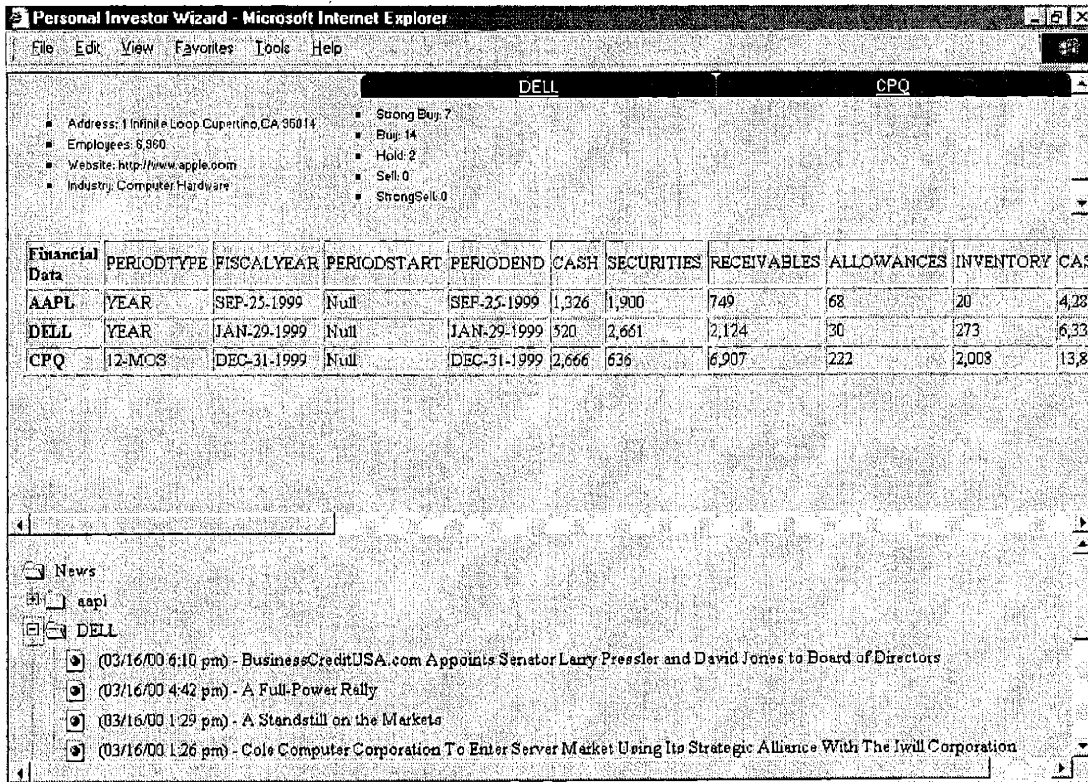 Personal Investor Wizard - Microsoft Internet Explorer
File Edit View Favorites Tools Help
DELL CPQ
Address: 1 Infinite Loop Cupertino, CA 95014
Employees: 6,960
Website: http://www.apple.com
Industry: Computer Hardware
Strong Buy: 7
Buy: 14
Hold: 2
Sell: 0
StrongSell: 0
Financial Data PERIODTYPE FISCALYEAR PERIODSTART PERIODEND CASH SECURITIES RECEIVABLES ALLOWANCES INVENTORY CAS
AAPL YEAR SEP-25-1999 Null SEP-25-1999 1,326 1,900 749 68 20 4,28
DELL YEAR JAN-29-1999 Null JAN-29-1999 520 2,661 2,124 30 273 6,33
CPQ 12-MOS DEC-31-1999 Null DEC-31-1999 2,666 636 6,907 222 2,008 13,8
News
aapl
DELL
(03/16/00 6:10 pm) - BusinessCreditUSA.com Appoints Senator Larry Pressler and David Jones to Board of Directors
(03/16/00 4:42 pm) - A Full-Power Rally
(03/16/00 1:29 pm) - A Standstill on the Markets
(03/16/00 1:26 pm) - Cole Computer Corporation To Enter Server Market Using Its Strategic Alliance With The Iwill Corporation